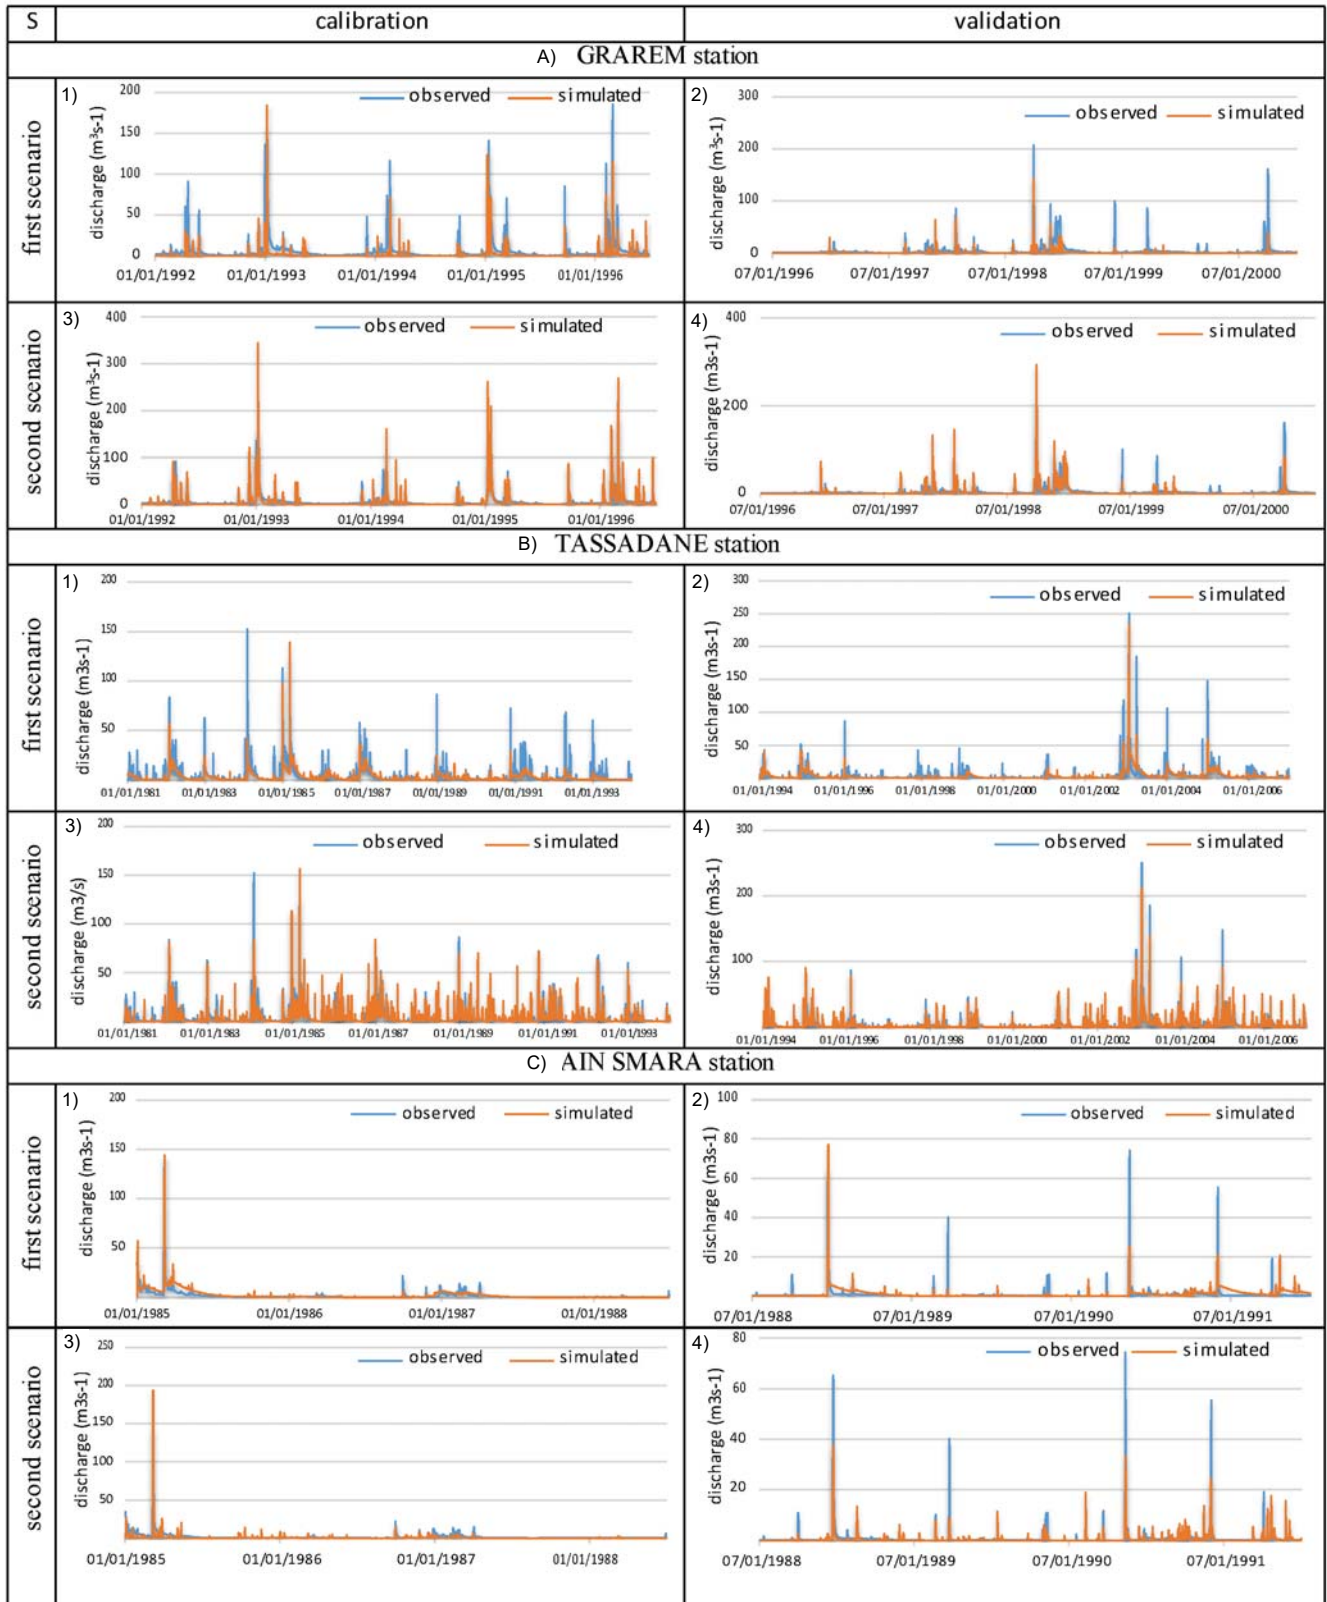 S calibration validation
A) GRAREM station
first scenario
1)
discharge (m³s-1)
200
150
100
50
0
observed simulated
01/01/1992 01/01/1993 01/01/1994 01/01/1995 01/01/1996
2)
discharge (m³s-1)
300
200
100
0
observed simulated
07/01/1996 07/01/1997 07/01/1998 07/01/1999 07/01/2000
second scenario
3)
discharge (m³s-1)
400
300
200
100
0
observed simulated
01/01/1992 01/01/1993 01/01/1994 01/01/1995 01/01/1996
4)
discharge (m3s-1)
400
200
0
observed simulated
07/01/1996 07/01/1997 07/01/1998 07/01/1999 07/01/2000
B) TASSADANE station
first scenario
1)
discharge (m3s-1)
200
150
100
50
01/01/1981 01/01/1983 01/01/1985 01/01/1987 01/01/1989 01/01/1991 01/01/1993
2)
discharge (m3s-1)
300
250
200
150
100
50
observed simulated
01/01/1994 01/01/1996 01/01/1998 01/01/2000 01/01/2002 01/01/2004 01/01/2006
second scenario
3)
discharge (m3/s)
200
150
100
50
observed simulated
01/01/1981 01/01/1983 01/01/1985 01/01/1987 01/01/1989 01/01/1991 01/01/1993
4)
discharge (m3s-1)
300
200
100
observed simulated
01/01/1994 01/01/1996 01/01/1998 01/01/2000 01/01/2002 01/01/2004 01/01/2006
C) AIN SMARA station
first scenario
1)
discharge (m3s-1)
200
150
100
50
observed simulated
01/01/1985 01/01/1986 01/01/1987 01/01/1988
2)
discharge (m3s-1)
100
80
60
40
20
observed simulated
07/01/1988 07/01/1989 07/01/1990 07/01/1991
second scenario
3)
discharge (m3s-1)
250
200
150
100
50
observed simulated
01/01/1985 01/01/1986 01/01/1987 01/01/1988
4)
discharge (m3s-1)
80
60
40
20
observed simulated
07/01/1988 07/01/1989 07/01/1990 07/01/1991